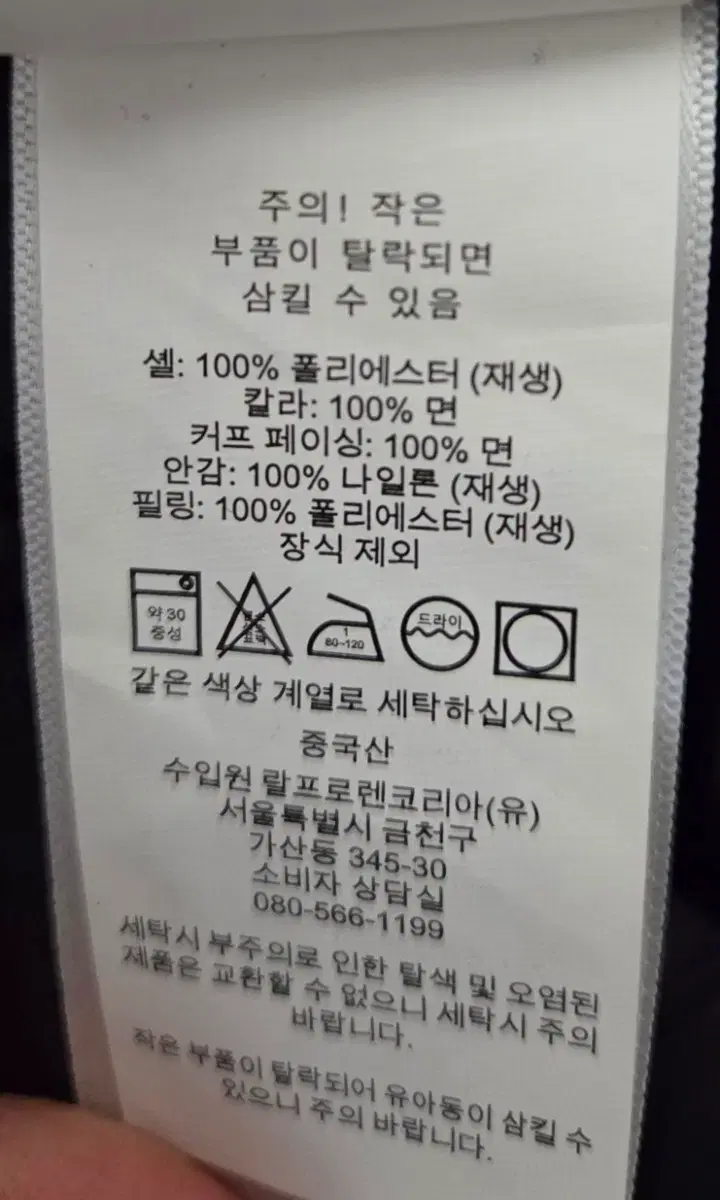 주의! 작은
부품이 탈락되면
삼킬 수 있음
셸: 100% 폴리에스터 (재생)
칼라: 100% 면
커프 페이싱: 100% 면
안감: 100% 나일론 (재생)
필링: 100% 폴리에스터 (재생)
장식 제외
약 30
중성
1
80~120
드라이
같은 색상 계열로 세탁하십시오
중국산
수입원 랄프로렌코리아(유)
서울특별시 금천구
가산동 345-30
소비자 상담실
080-566-1199
세탁시 부주의로 인한 탈색 및 오염된
제품은 교환할 수 없으니 세탁시 주의
바랍니다.
작은 부품이 탈락되어 유아동이 삼킬 수
있으니 주의 바랍니다.